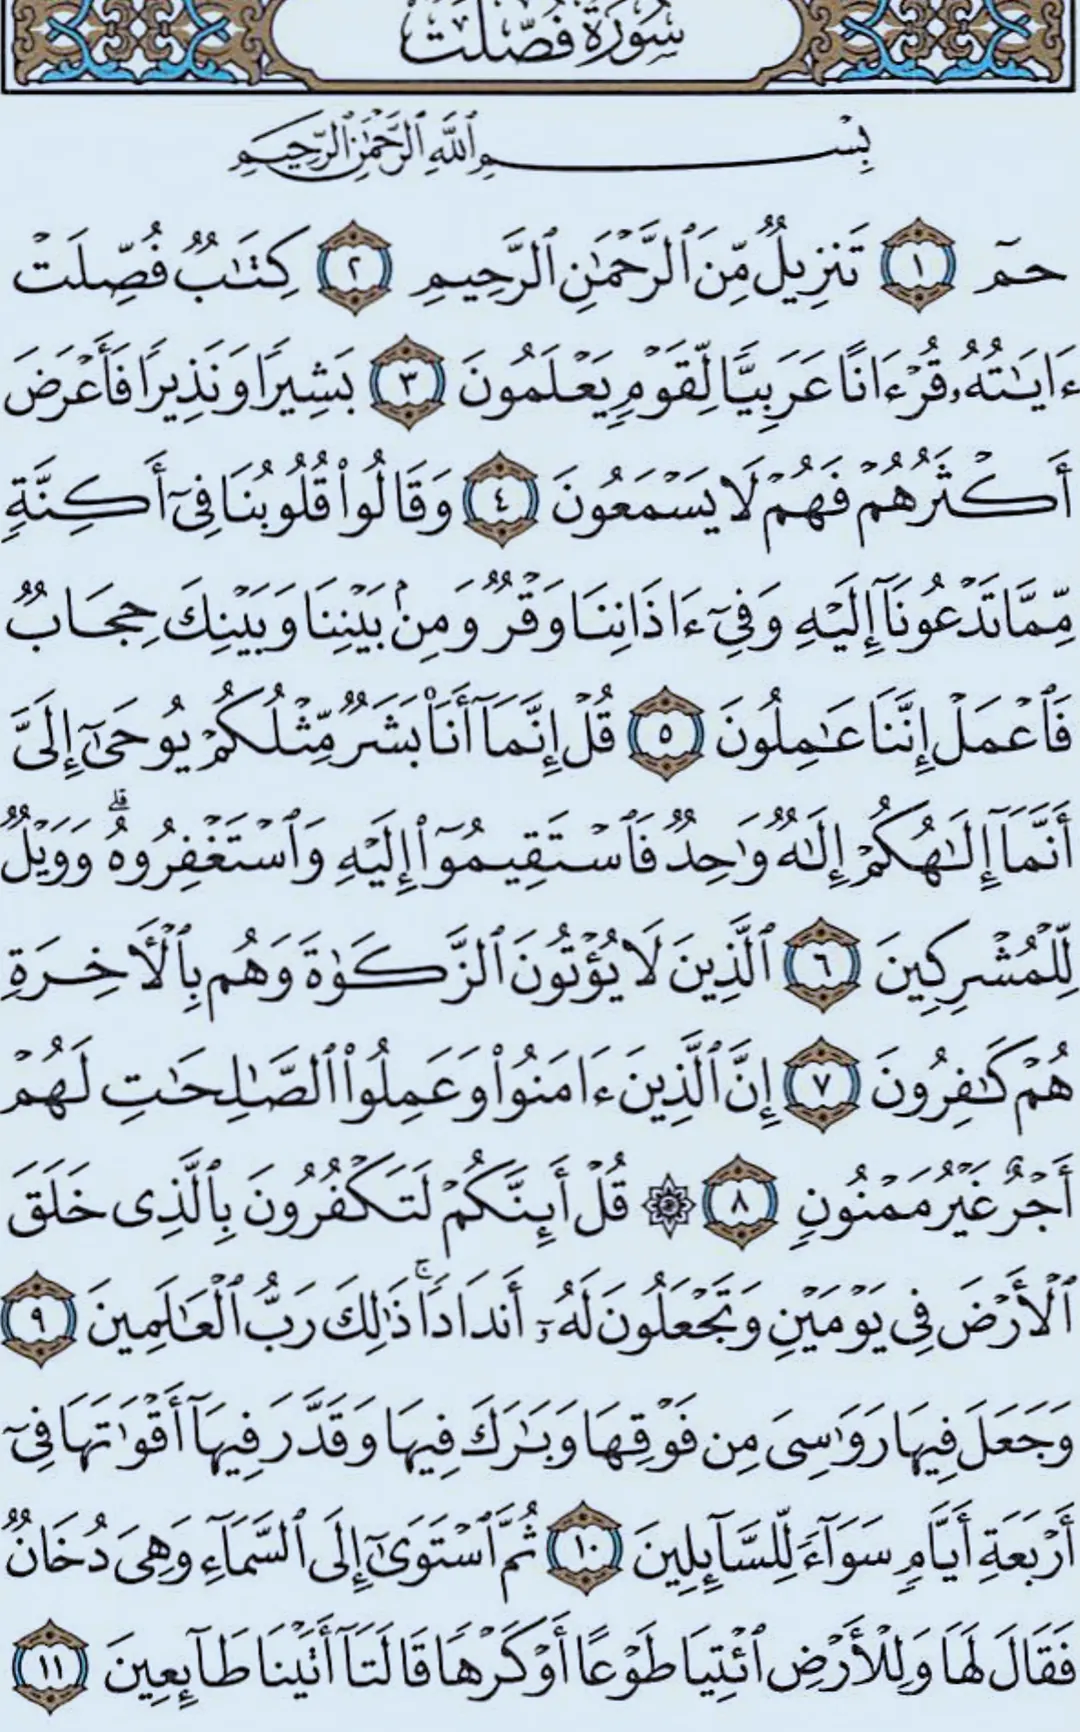 سُورَةُ فُصِّلَتْ
بِسْمِ ٱللَّهِ ٱلرَّحْمَٰنِ ٱلرَّحِيمِ
حمٓ ١ تَنزِيلٌ مِّنَ ٱلرَّحْمَٰنِ ٱلرَّحِيمِ ٢ كِتَٰبٌ فُصِّلَتْ
ءَايَٰتُهُۥ قُرْءَانًا عَرَبِيًّا لِّقَوْمٍ يَعْلَمُونَ ٣ بَشِيرًا وَنَذِيرًا فَأَعْرَضَ
أَكْثَرُهُمْ فَهُمْ لَا يَسْمَعُونَ ٤ وَقَالُوا۟ قُلُوبُنَا فِىٓ أَكِنَّةٍ
مِّمَّا تَدْعُونَآ إِلَيْهِ وَفِىٓ ءَاذَانِنَا وَقْرٌ وَمِنۢ بَيْنِنَا وَبَيْنِكَ حِجَابٌ
فَٱعْمَلْ إِنَّنَا عَٰمِلُونَ ٥ قُلْ إِنَّمَآ أَنَا۠ بَشَرٌ مِّثْلُكُمْ يُوحَىٰٓ إِلَىَّ
أَنَّمَآ إِلَٰهُكُمْ إِلَٰهٌ وَٰحِدٌ فَٱسْتَقِيمُوٓا۟ إِلَيْهِ وَٱسْتَغْفِرُوهُ ۗ وَوَيْلٌ
لِّلْمُشْرِكِينَ ٦ ٱلَّذِينَ لَا يُؤْتُونَ ٱلزَّكَوٰةَ وَهُم بِٱلْأَخِرَةِ
هُمْ كَٰفِرُونَ ٧ إِنَّ ٱلَّذِينَ ءَامَنُوا۟ وَعَمِلُوا۟ ٱلصَّٰلِحَٰتِ لَهُمْ
أَجْرٌ غَيْرُ مَمْنُونٍ ٨ ۞ قُلْ أَئِنَّكُمْ لَتَكْفُرُونَ بِٱلَّذِى خَلَقَ
ٱلْأَرْضَ فِى يَوْمَيْنِ وَتَجْعَلُونَ لَهُۥٓ أَندَادًا ۚ ذَٰلِكَ رَبُّ ٱلْعَٰلَمِينَ ٩
وَجَعَلَ فِيهَا رَوَٰسِىَ مِن فَوْقِهَا وَبَٰرَكَ فِيهَا وَقَدَّرَ فِيهَآ أَقْوَٰتَهَا فِىٓ
أَرْبَعَةِ أَيَّامٍ سَوَآءً لِّلسَّآئِلِينَ ١٠ ثُمَّ ٱسْتَوَىٰٓ إِلَى ٱلسَّمَآءِ وَهِىَ دُخَانٌ
فَقَالَ لَهَا وَلِلْأَرْضِ ٱئْتِيَا طَوْعًا أَوْ كَرْهًا قَالَتَآ أَتَيْنَا طَآئِعِينَ ١١